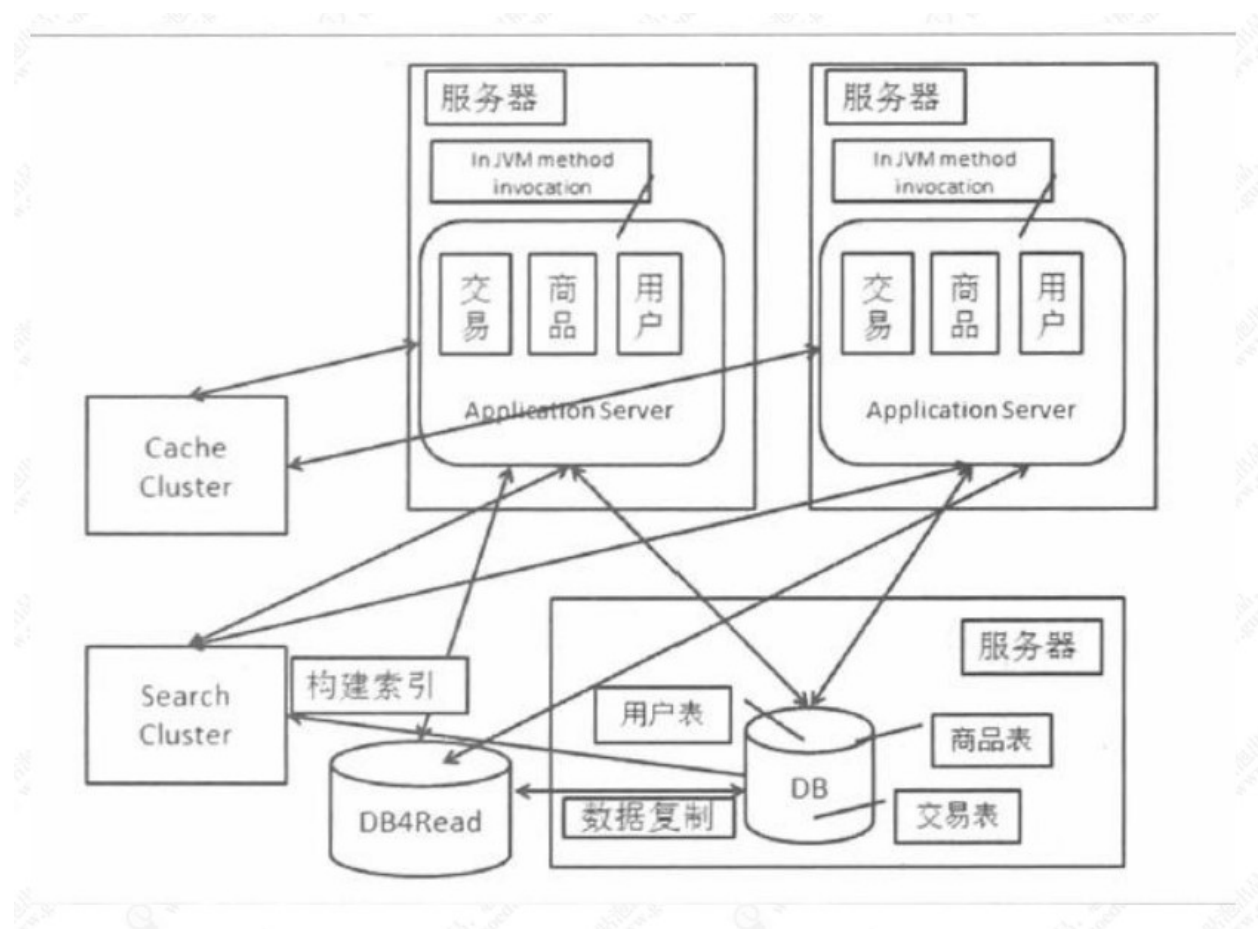 服务器
In JVM method
invocation
交
易
商
品
用
户
Application Server
服务器
In JVM method
invocation
交
易
商
品
用
户
Application Server
Cache
Cluster
Search
Cluster
构建索引
DB4Read
数据复制
服务器
用户表
DB
商品表
交易表